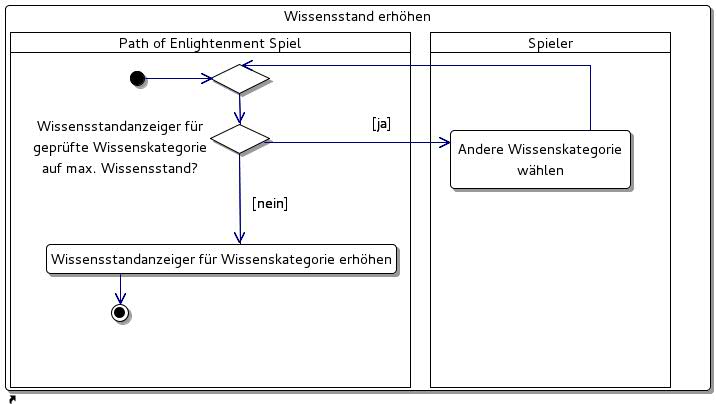 Wissensstand erhöhen
Path of Enlightenment Spiel
Spieler
Wissensstandanzeiger für
geprüfte Wissenskategorie
auf max. Wissensstand?
[ja]
Andere Wissenskategorie
wählen
[nein]
Wissensstandanzeiger für Wissenskategorie erhöhen